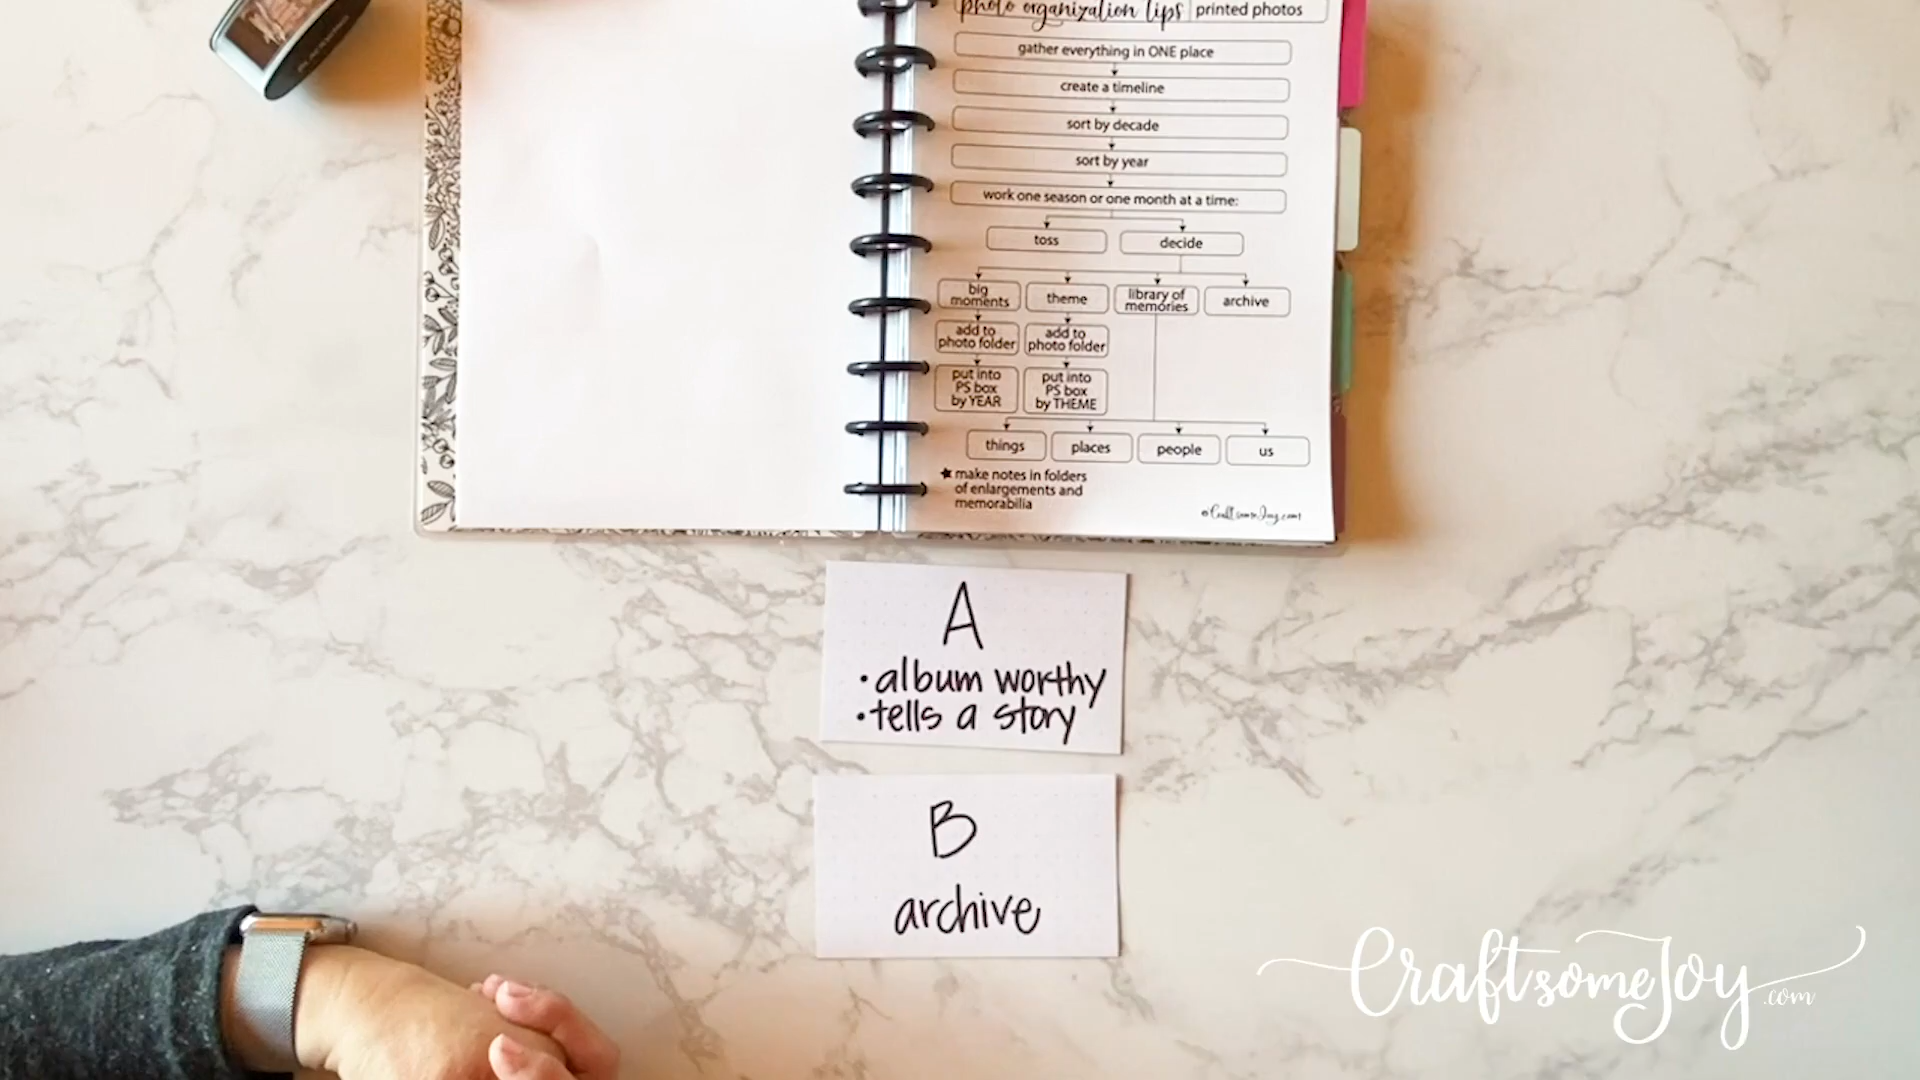 photo organization tips printed photos
gather everything in ONE place
create a timeline
sort by decade
sort by year
work one season or one month at a time:
toss
decide
big
moments
theme
library of
memories
archive
add to
photo folder
add to
photo folder
put into
PS box
by YEAR
put into
PS box
by THEME
things
places
people
us
★ make notes in folders
of enlargements and
memorabilia
©CraftsomeJoy.com
A
• album worthy
• tells a story
B
archive
CraftsomeJoy.com